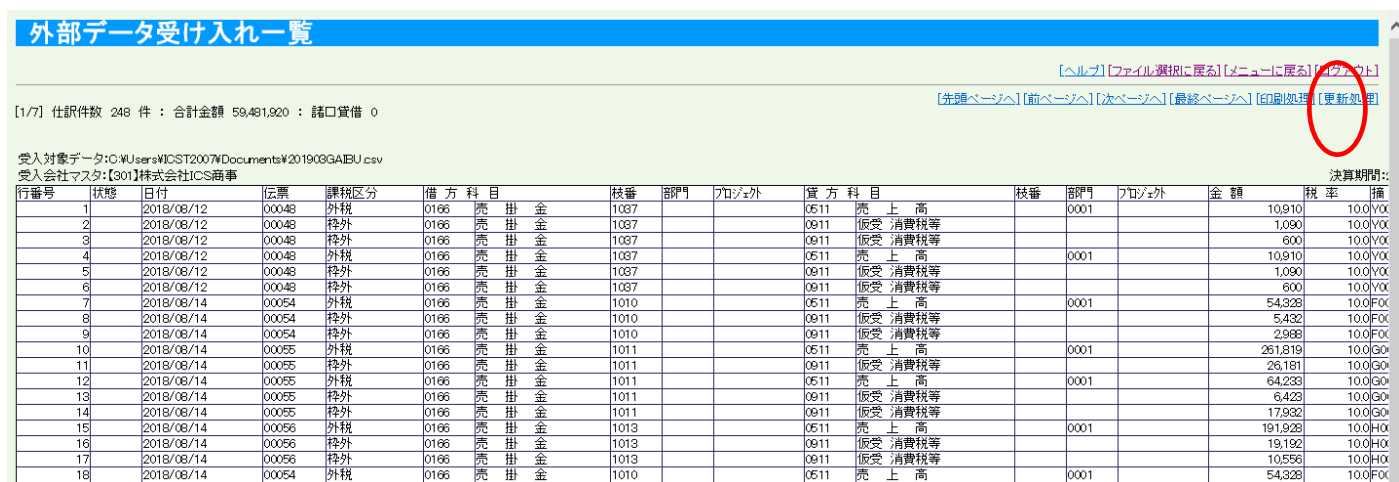 外部データ受け入れ一覧
[ヘルプ] [ファイル選択に戻る] [メニューに戻る] [ログアウト]
[先頭ページへ] [前ページへ] [次ページへ] [最終ページへ] [印刷処理] [更新処理]
[1/7] 仕訳件数 248 件 : 合計金額 59,481,920 : 諸口貸借 0
受入対象データ:C:¥Users¥ICST2007¥Documents¥201903GAIBU.csv
受入会社マスタ:【301】株式会社ICS商事 決算期間:
行番号 状態 日付 伝票 課税区分 借方科目 枝番 部門 プロジェクト 貸方科目 枝番 部門 プロジェクト 金額 税率 摘
1 2018/08/12 00048 外税 0166 売掛金 1037 0511 売上高 0001 10,910 10.0 Y00
2 2018/08/12 00048 枠外 0166 売掛金 1037 0911 仮受 消費税等 1,090 10.0 Y00
3 2018/08/12 00048 枠外 0166 売掛金 1037 0911 仮受 消費税等 600 10.0 Y00
4 2018/08/12 00048 外税 0166 売掛金 1037 0511 売上高 0001 10,910 10.0 Y00
5 2018/08/12 00048 枠外 0166 売掛金 1037 0911 仮受 消費税等 1,090 10.0 Y00
6 2018/08/12 00048 枠外 0166 売掛金 1037 0911 仮受 消費税等 600 10.0 Y00
7 2018/08/14 00054 外税 0166 売掛金 1010 0511 売上高 0001 54,328 10.0 F00
8 2018/08/14 00054 枠外 0166 売掛金 1010 0911 仮受 消費税等 5,432 10.0 F00
9 2018/08/14 00054 枠外 0166 売掛金 1010 0911 仮受 消費税等 2,988 10.0 F00
10 2018/08/14 00055 外税 0166 売掛金 1011 0511 売上高 0001 261,819 10.0 G0
11 2018/08/14 00055 枠外 0166 売掛金 1011 0911 仮受 消費税等 26,181 10.0 G0
12 2018/08/14 00055 外税 0166 売掛金 1011 0511 売上高 0001 64,233 10.0 G0
13 2018/08/14 00055 枠外 0166 売掛金 1011 0911 仮受 消費税等 6,423 10.0 G0
14 2018/08/14 00055 枠外 0166 売掛金 1011 0911 仮受 消費税等 17,932 10.0 G0
15 2018/08/14 00056 外税 0166 売掛金 1013 0511 売上高 0001 191,928 10.0 H00
16 2018/08/14 00056 枠外 0166 売掛金 1013 0911 仮受 消費税等 19,192 10.0 H00
17 2018/08/14 00056 枠外 0166 売掛金 1013 0911 仮受 消費税等 10,556 10.0 H00
18 2018/08/14 00054 外税 0166 売掛金 1010 0511 売上高 0001 54,328 10.0 F00